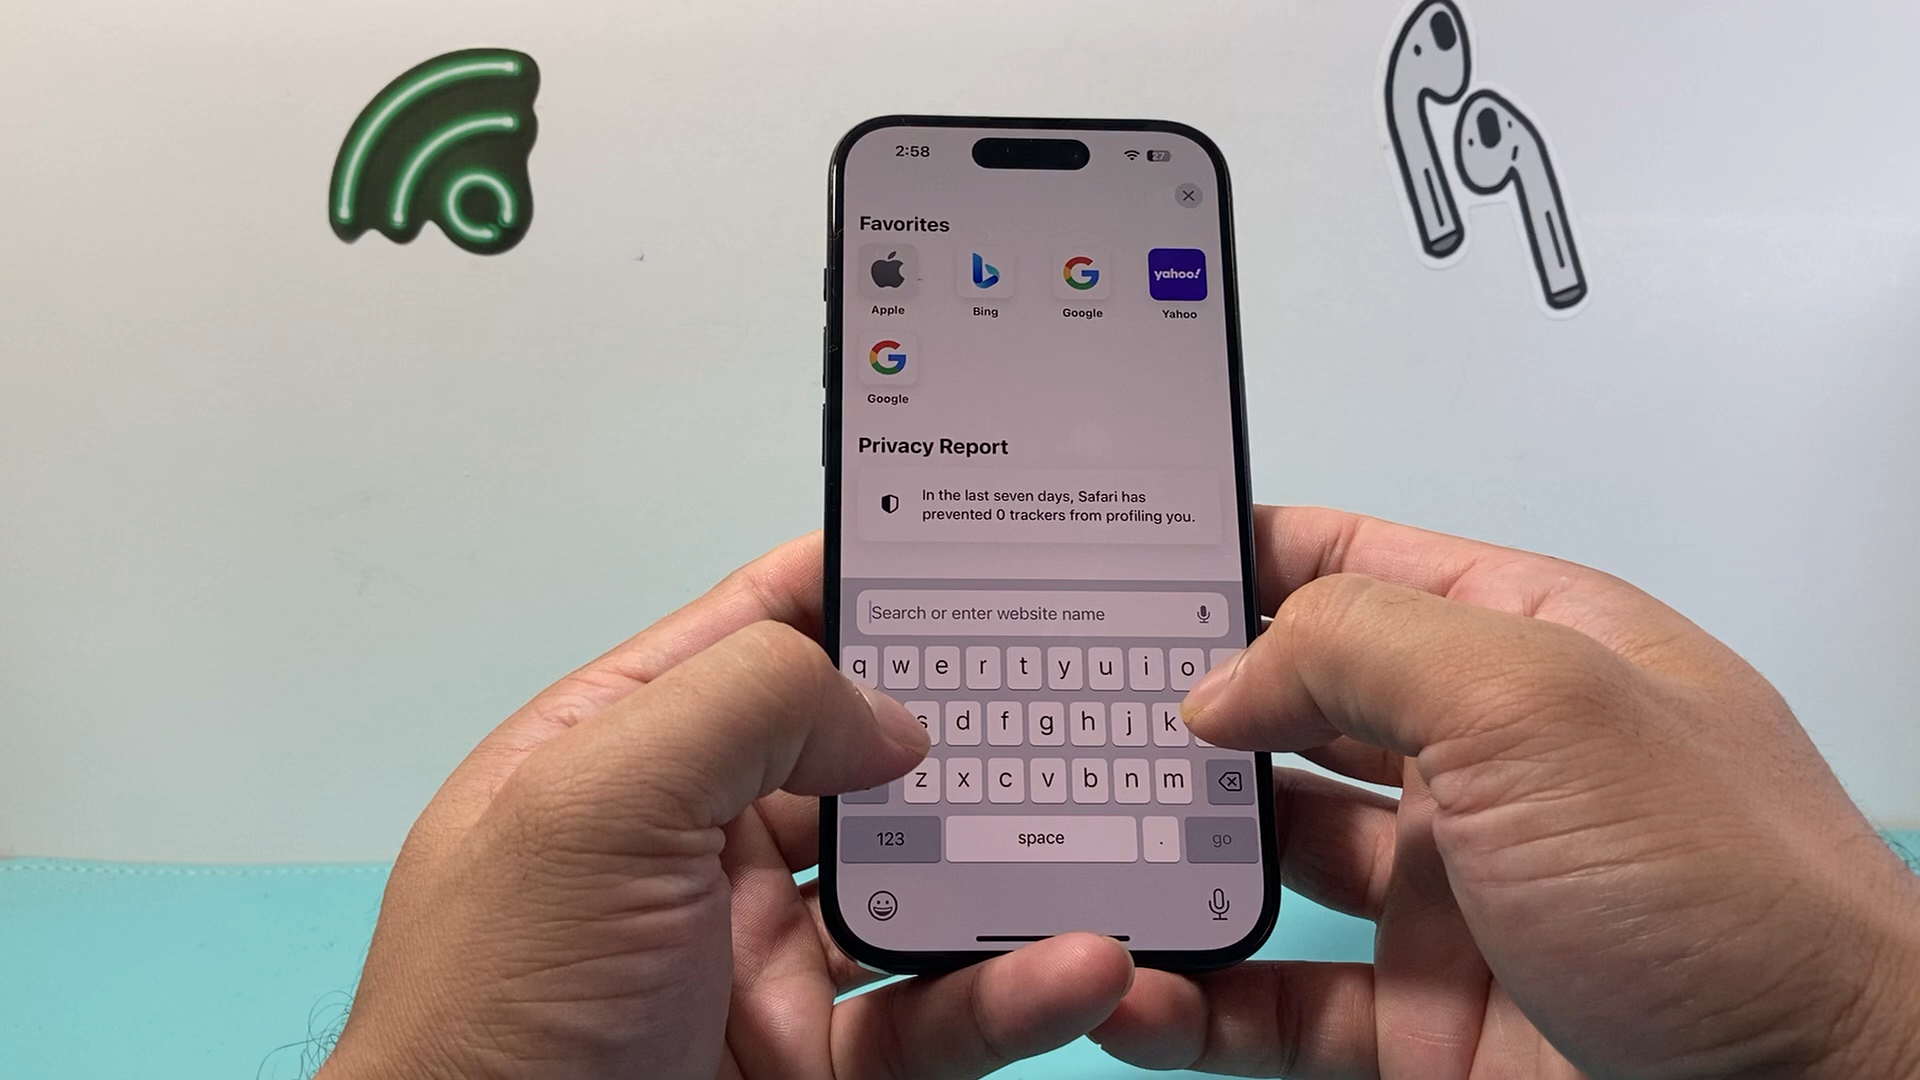 2:58
27
Favorites
yahoo!
Apple
Bing
Google
Yahoo
Google
Privacy Report
In the last seven days, Safari has
prevented 0 trackers from profiling you.
Search or enter website name
q w e r t y u i o
s d f g h j k
z x c v b n m
123 space . go